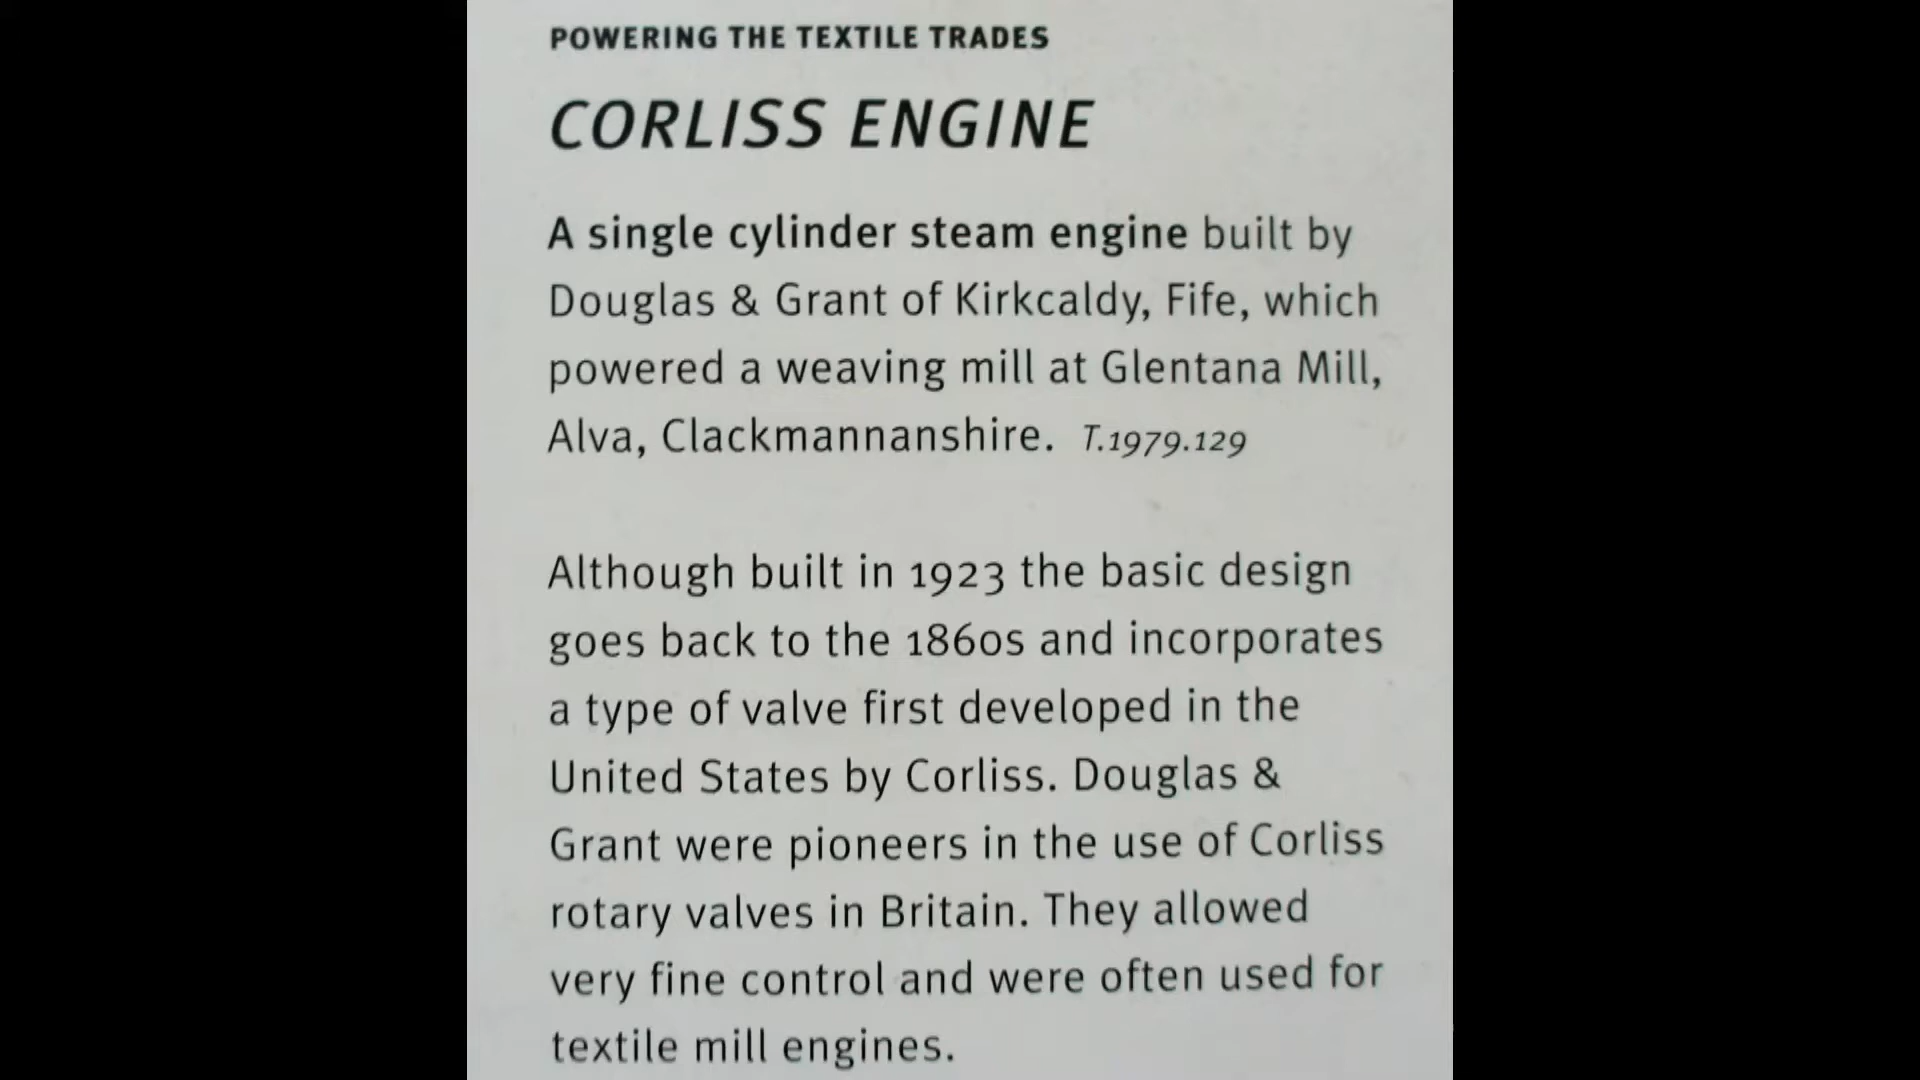 POWERING THE TEXTILE TRADES
CORLISS ENGINE
A single cylinder steam engine built by
Douglas & Grant of Kirkcaldy, Fife, which
powered a weaving mill at Glentana Mill,
Alva, Clackmannanshire. T.1979.129
Although built in 1923 the basic design
goes back to the 1860s and incorporates
a type of valve first developed in the
United States by Corliss. Douglas &
Grant were pioneers in the use of Corliss
rotary valves in Britain. They allowed
very fine control and were often used for
textile mill engines.